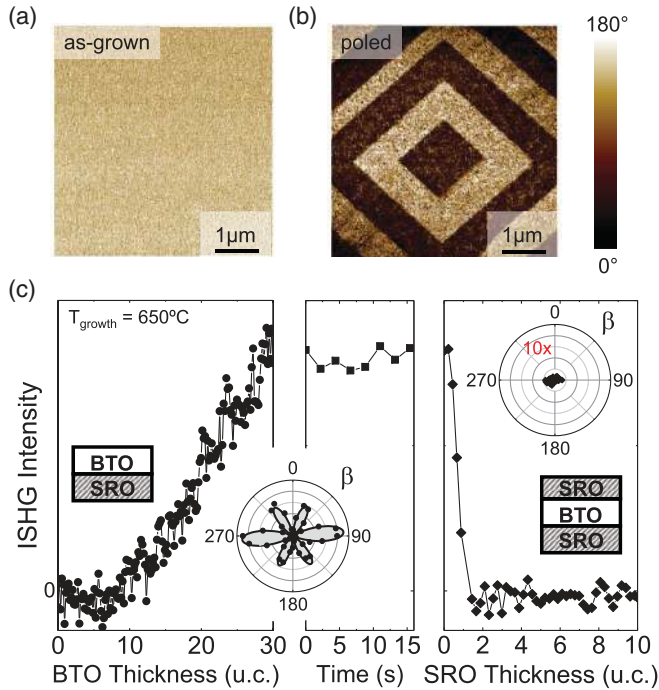 (a)
as-grown
1µm
(b)
poled
1µm
180°
0°
(c)
ISHG Intensity
0
T growth = 650ºC
BTO
SRO
0 10 20 30
BTO Thickness (u.c.)
0
β
270
90
180
0 5 10 15
Time (s)
0
β
10x
270
90
180
SRO
BTO
SRO
0 2 4 6 8 10
SRO Thickness (u.c.)